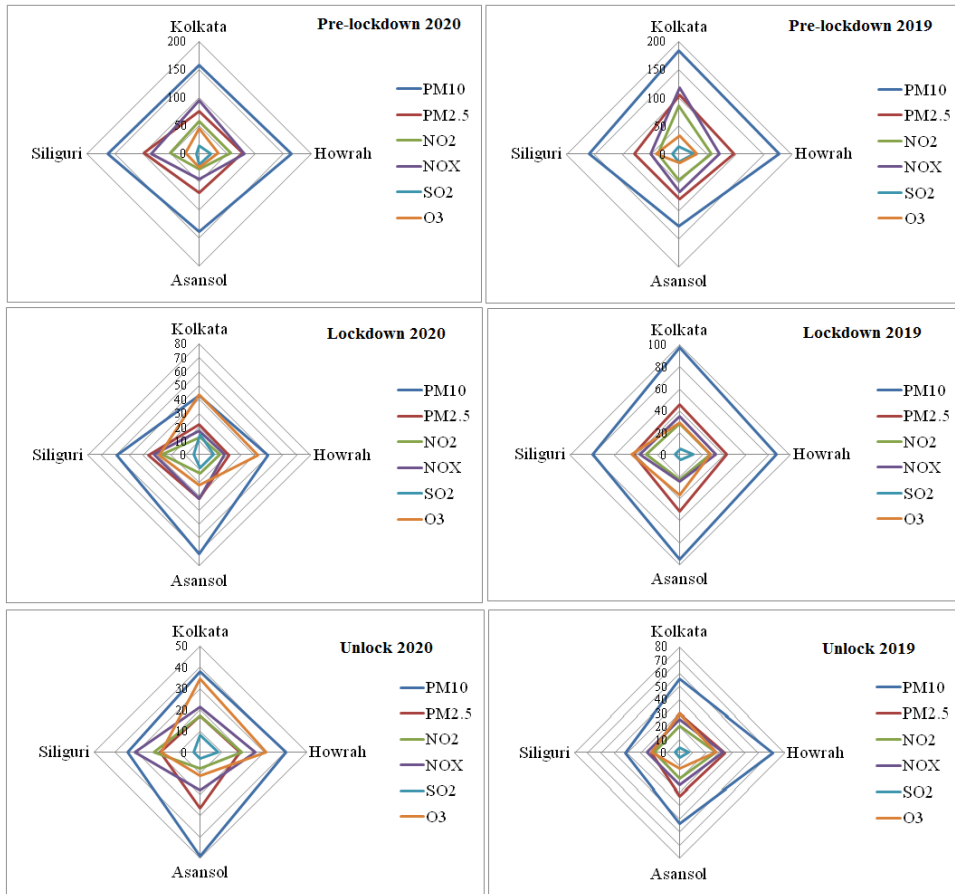 Pre-lockdown 2020
Kolkata
200
150
100
50
0
Siliguri
Howrah
Asansol
PM10
PM2.5
NO2
NOX
SO2
O3
Pre-lockdown 2019
Kolkata
200
150
100
50
0
Siliguri
Howrah
Asansol
PM10
PM2.5
NO2
NOX
SO2
O3
Lockdown 2020
Kolkata
80
70
60
50
40
30
20
10
0
Siliguri
Howrah
Asansol
PM10
PM2.5
NO2
NOX
SO2
O3
Lockdown 2019
Kolkata
100
80
60
40
20
0
Siliguri
Howrah
Asansol
PM10
PM2.5
NO2
NOX
SO2
O3
Unlock 2020
Kolkata
50
40
30
20
10
0
Siliguri
Howrah
Asansol
PM10
PM2.5
NO2
NOX
SO2
O3
Unlock 2019
Kolkata
80
70
60
50
40
30
20
10
0
Siliguri
Howrah
Asansol
PM10
PM2.5
NO2
NOX
SO2
O3